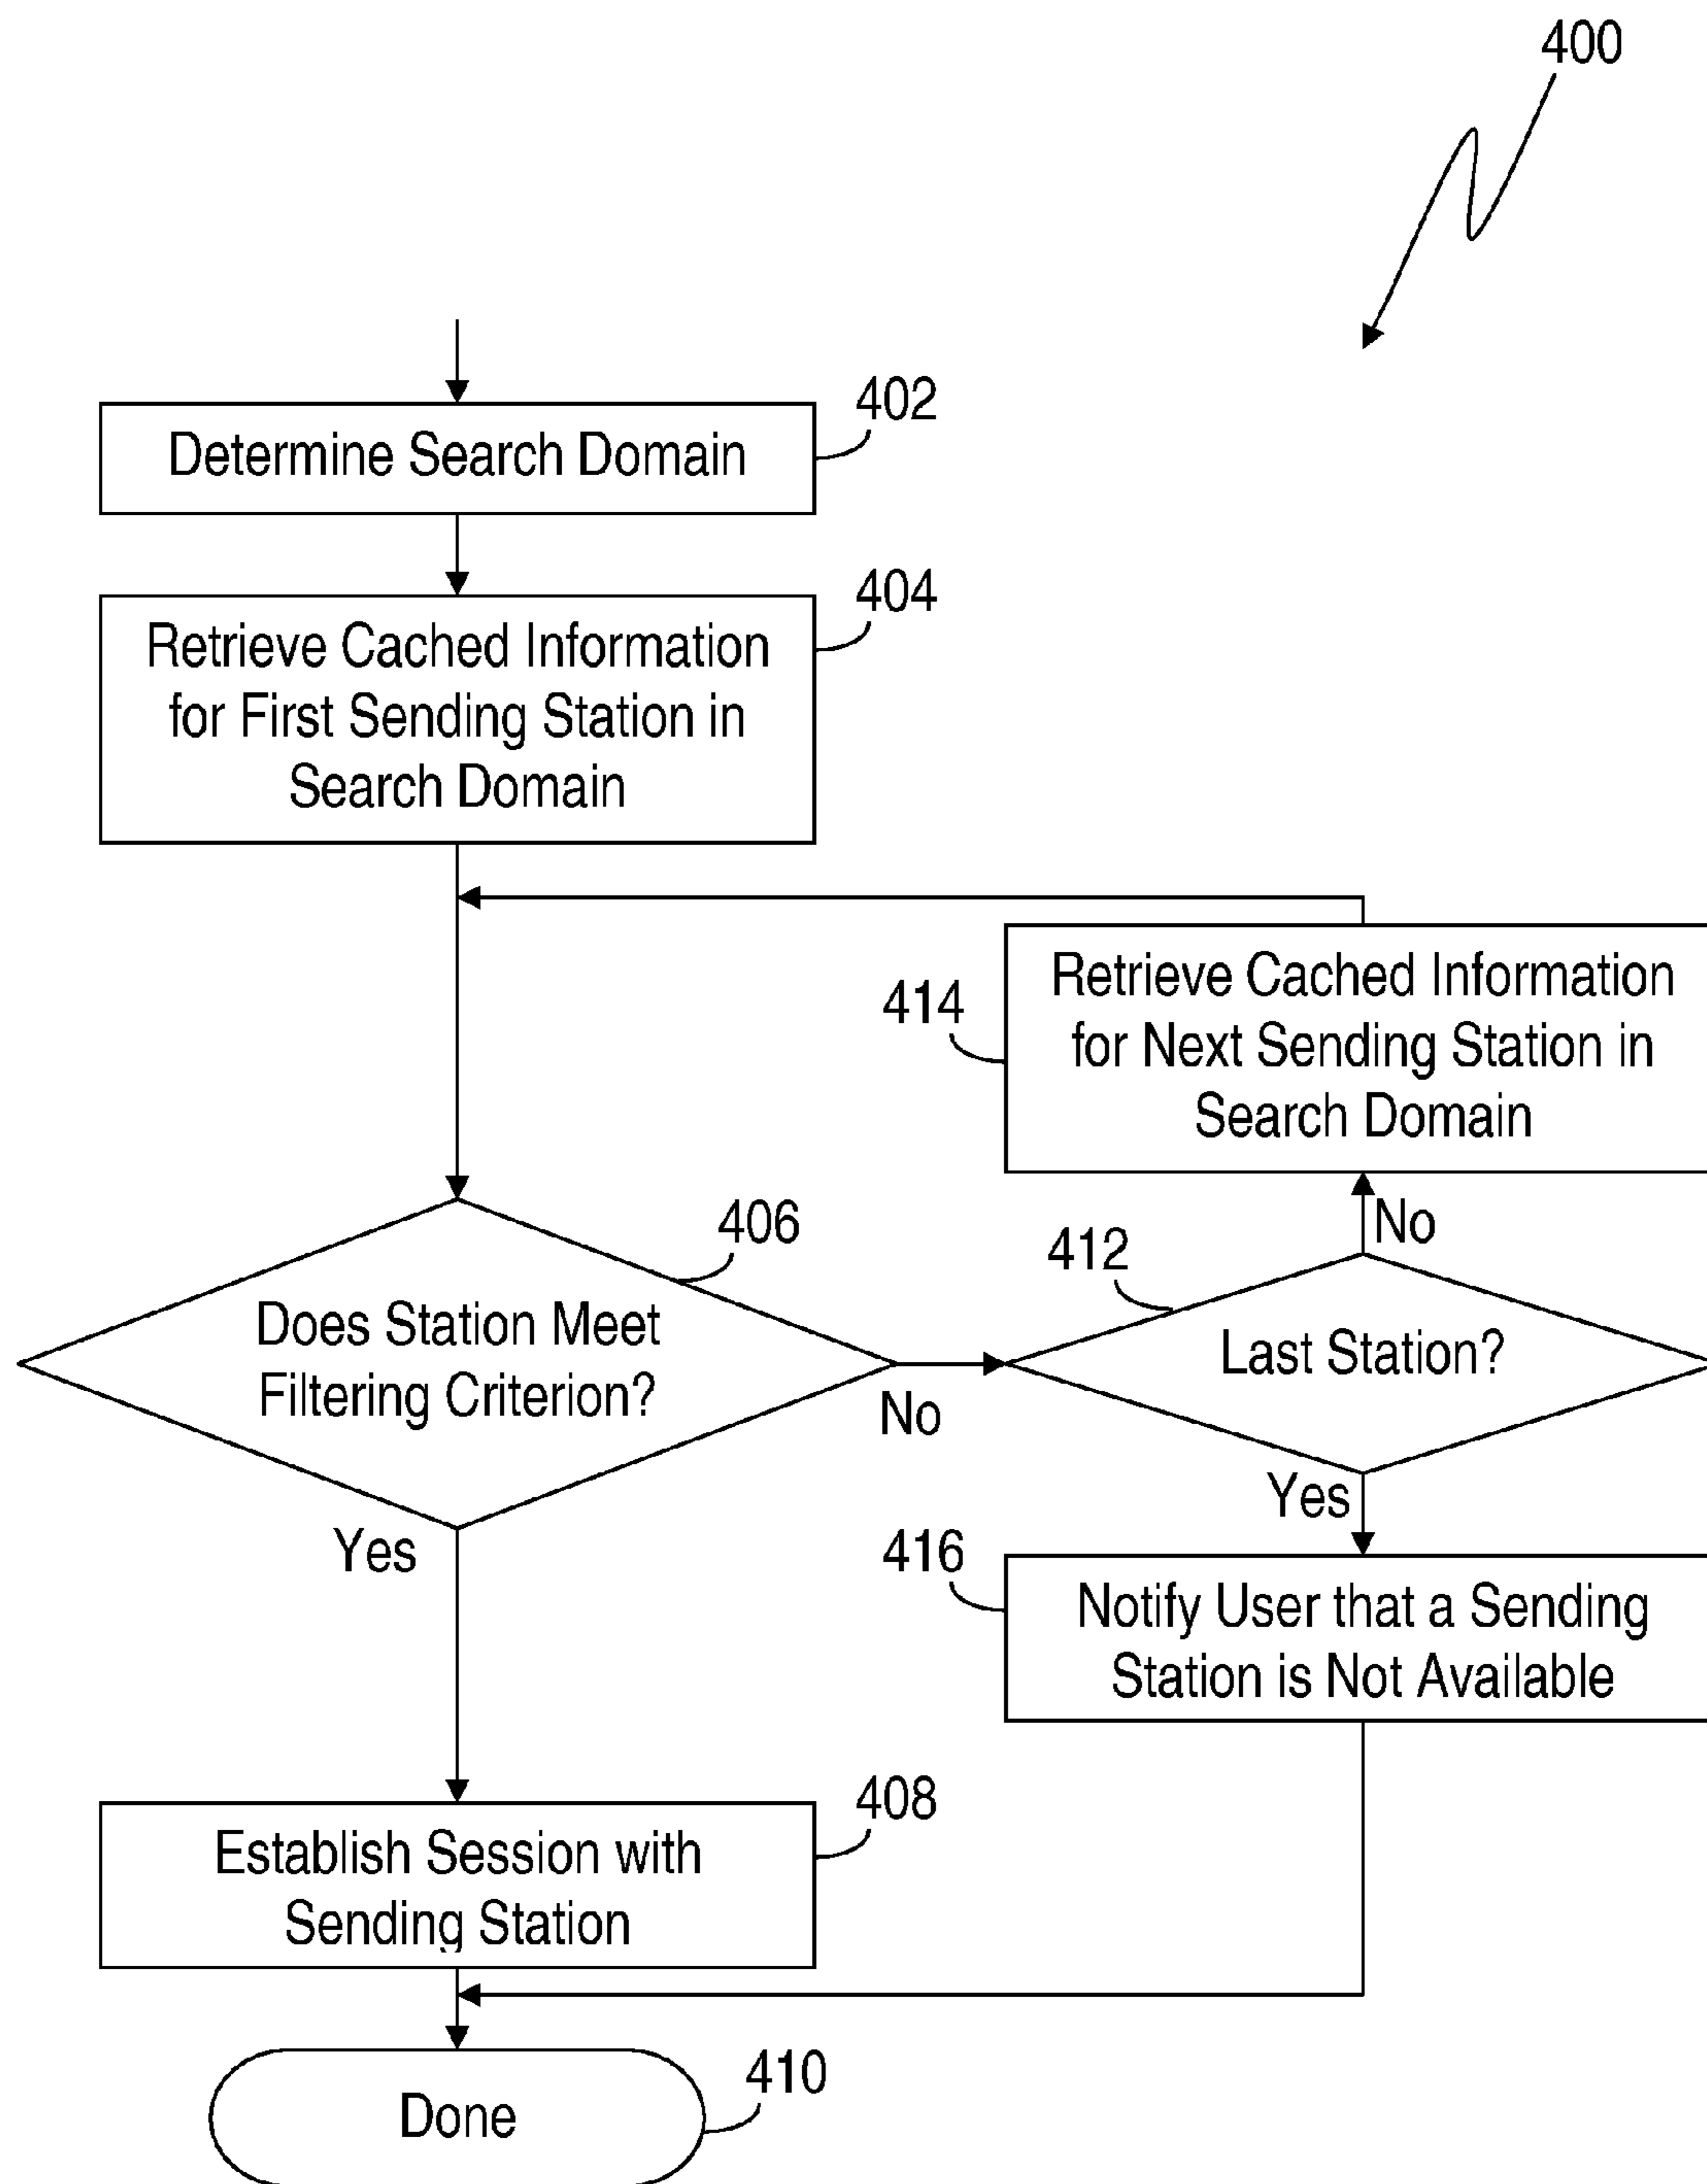 400
402
Determine Search Domain
404
Retrieve Cached Information
for First Sending Station in
Search Domain
414
Retrieve Cached Information
for Next Sending Station in
Search Domain
406
Does Station Meet
Filtering Criterion?
No
412
Last Station?
No
Yes
Yes
416
Notify User that a Sending
Station is Not Available
408
Establish Session with
Sending Station
410
Done